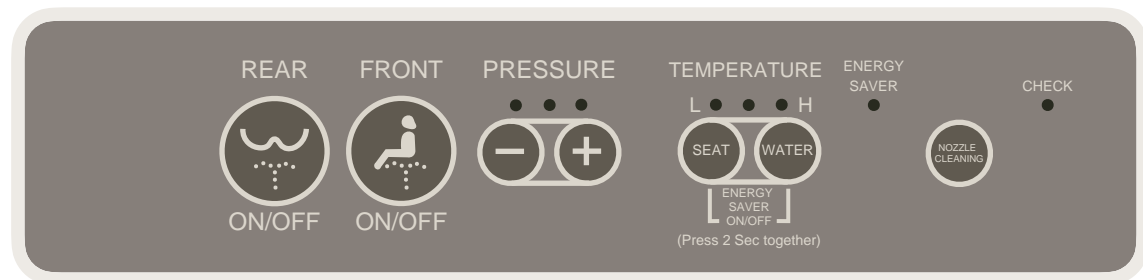 REAR
FRONT
PRESSURE
TEMPERATURE
ENERGY
SAVER
CHECK
L
H
SEAT
WATER
NOZZLE
CLEANING
ENERGY
SAVER
ON/OFF
ON/OFF
ON/OFF
(Press 2 Sec together)